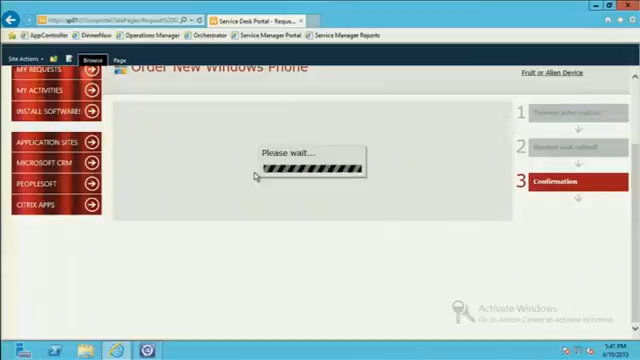 http://sp01/
Service Desk Portal - Reque...
AppController
DinnerNow
Operations Manager
Orchestrator
Service Manager Portal
Service Manager Reports
Site Actions
Browse
Page
MY REQUESTS
MY ACTIVITIES
INSTALL SOFTWARE!
APPLICATION SITES
MICROSOFT CRM
PEOPLESOFT
CITRIX APPS
Order New Windows Phone
Please wait...
Fruit or Alien Device
1
2
3 Confirmation
Activate Windows
Go to Action Center to activate Windows.
5:41 PM